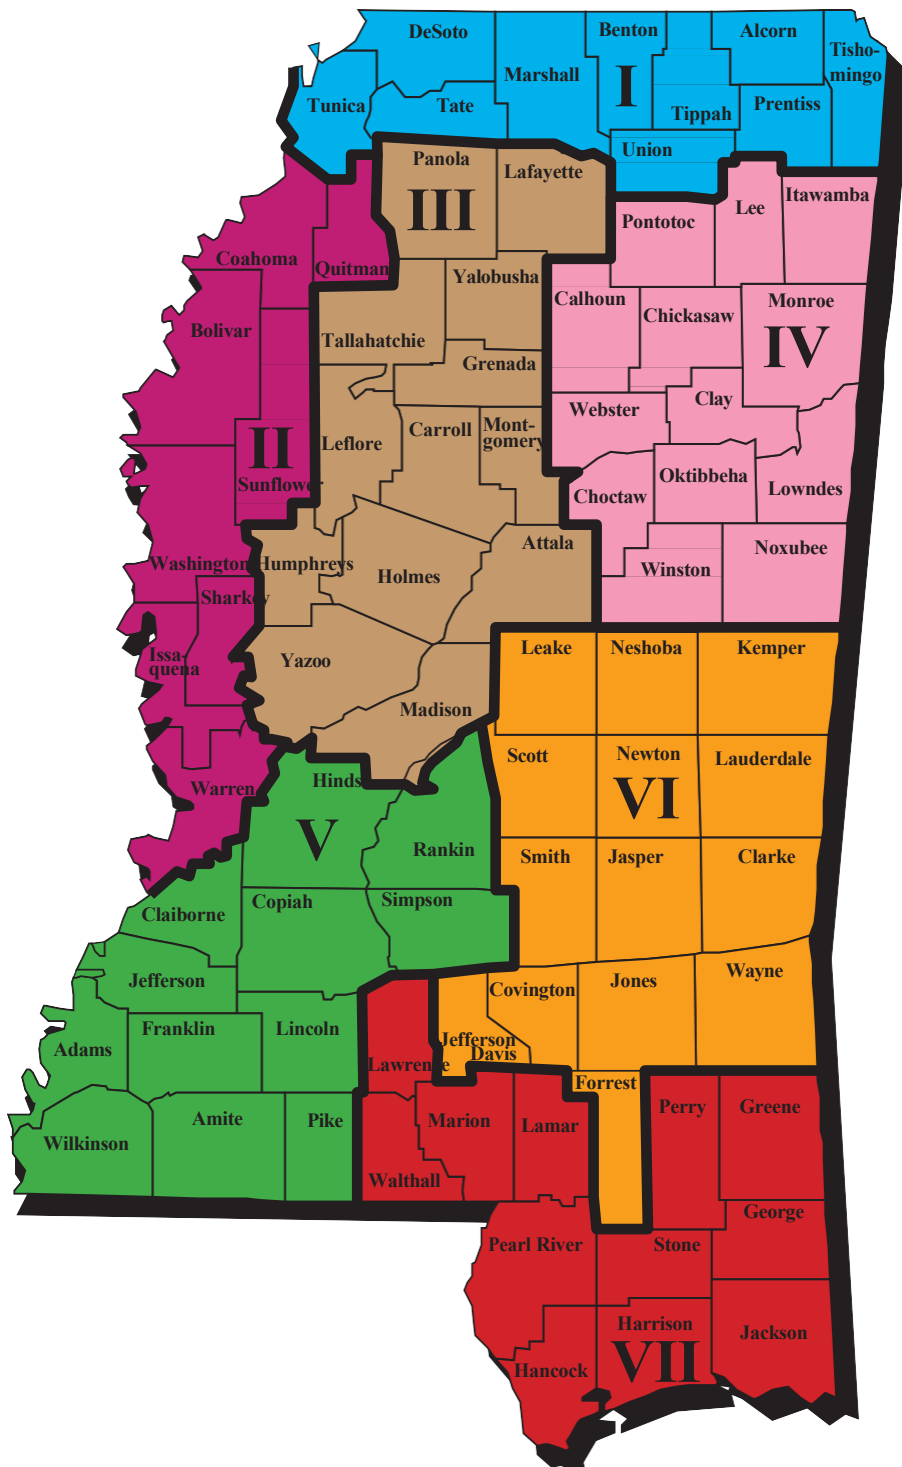 DeSoto
Benton
Alcorn
Tisho-
mingo
Marshall
I
Tunica
Tate
Tippah
Prentiss
Union
Panola
III
Lafayette
Itawamba
Lee
Pontotoc
Coahoma
Quitman
Yalobusha
Calhoun
Chickasaw
Monroe
IV
Bolivar
Tallahatchie
Grenada
Webster
Clay
II
Sunflower
Leflore
Carroll
Mont-
gomery
Oktibbeha
Choctaw
Lowndes
Washington
Humphreys
Holmes
Attala
Noxubee
Winston
Sharkey
Issa-
quena
Yazoo
Madison
Leake
Neshoba
Kemper
Scott
Newton
VI
Lauderdale
Warren
Hinds
V
Rankin
Smith
Jasper
Clarke
Claiborne
Copiah
Simpson
Jefferson
Covington
Jones
Wayne
Franklin
Lincoln
Adams
Jefferson
Davis
Lawrence
Forrest
Perry
Greene
Wilkinson
Amite
Pike
Marion
Lamar
Walthall
George
Pearl River
Stone
Harrison
VII
Jackson
Hancock